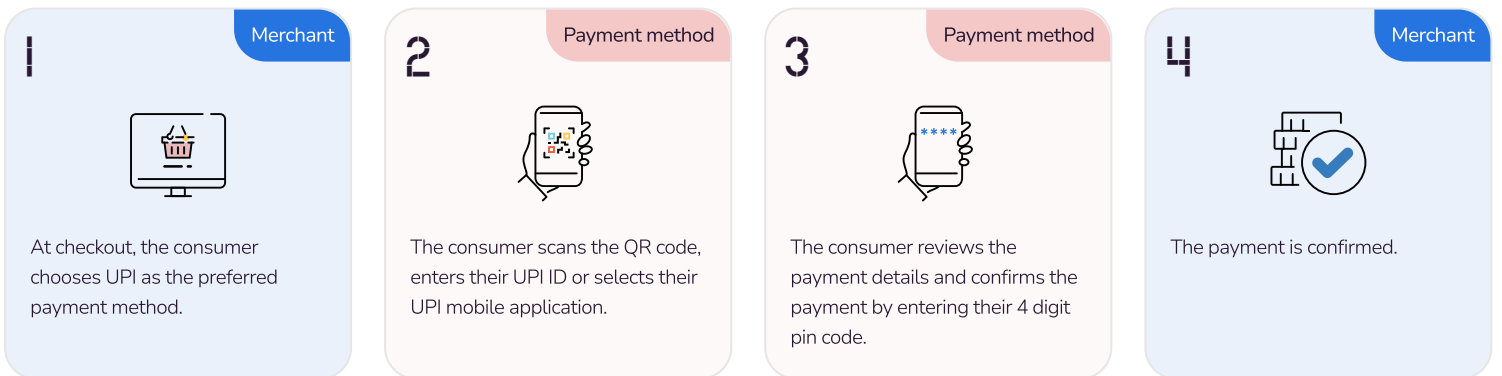 1
Merchant
At checkout, the consumer
chooses UPI as the preferred
payment method.
2
Payment method
The consumer scans the QR code,
enters their UPI ID or selects their
UPI mobile application.
3
Payment method
****
The consumer reviews the
payment details and confirms the
payment by entering their 4 digit
pin code.
4
Merchant
The payment is confirmed.